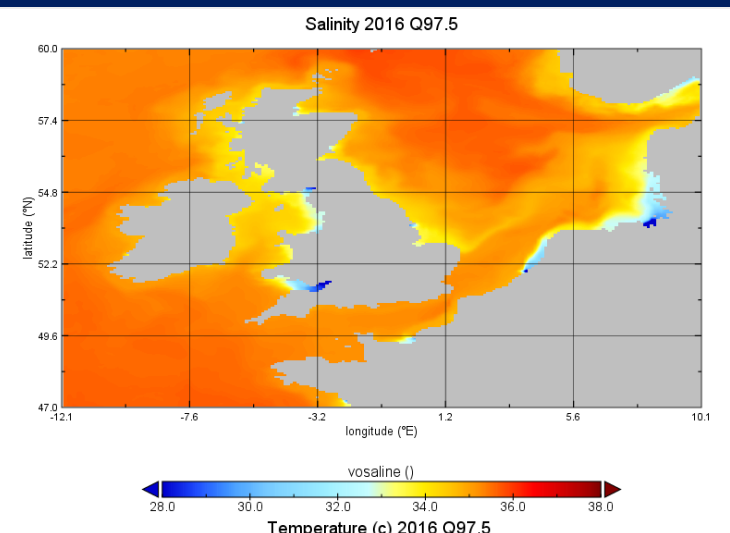 Salinity 2016 Q97.5
60.0
57.4
54.8
52.2
49.6
47.0
latitude (°N)
-12.1 -7.6 -3.2 1.2 5.6 10.1
longitude (°E)
vosaline ()
28.0 30.0 32.0 34.0 36.0 38.0
Temperature (c) 2016 Q97.5